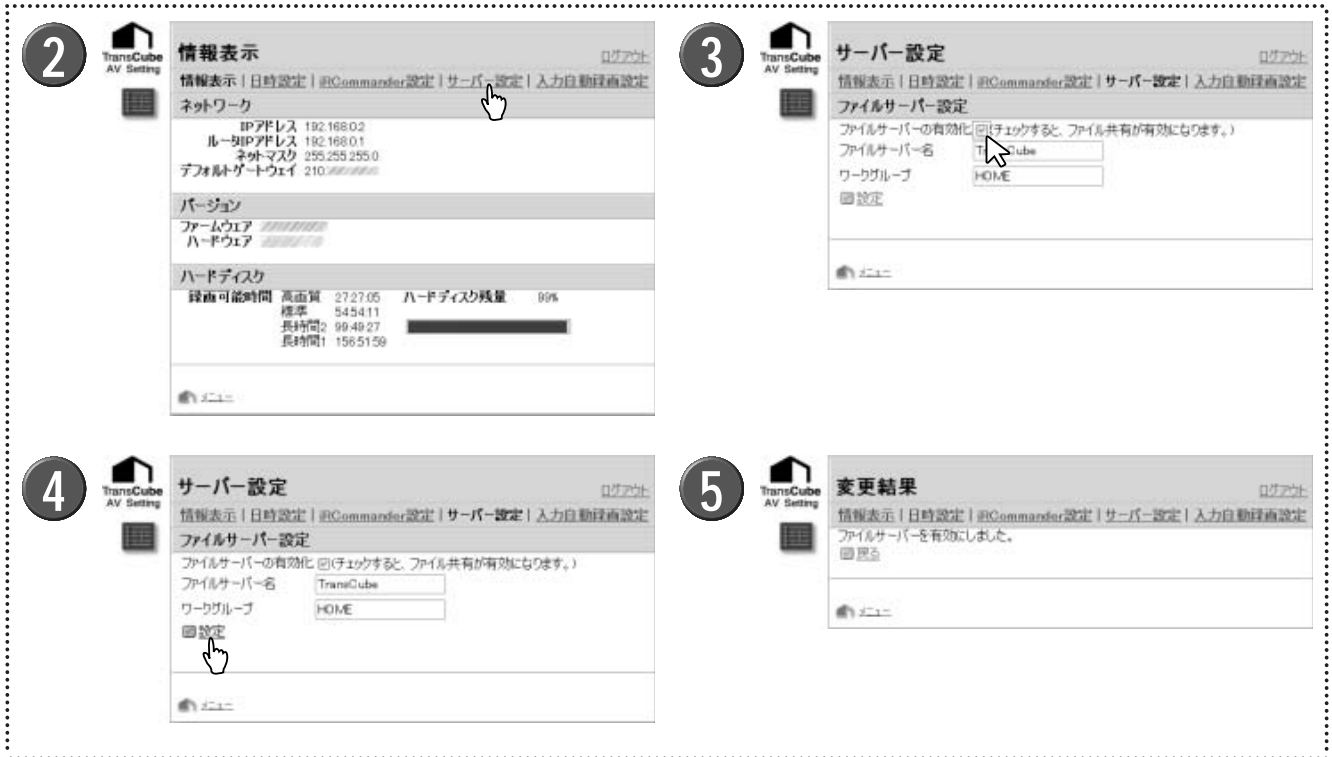 2
TransCube
AV Setting
情報表示
ログアウト
情報表示 | 日時設定 | iRCommander設定 | サーバー設定 | 入力自動録画設定
ネットワーク
IPアドレス 192.168.0.2
ルータIPアドレス 192.168.0.1
ネットマスク 255.255.255.0
デフォルトゲートウェイ 210.
バージョン
ファームウェア
ハードウェア
ハードディスク
録画可能時間 高画質 27:27:05 ハードディスク残量 99%
標準 54:54:11
長時間2 99:49:27
長時間1 156:51:59
メニュー
3
TransCube
AV Setting
サーバー設定
ログアウト
情報表示 | 日時設定 | iRCommander設定 | サーバー設定 | 入力自動録画設定
ファイルサーバー設定
ファイルサーバーの有効化 (チェックすると、ファイル共有が有効になります。)
ファイルサーバー名 TransCube
ワークグループ HOME
設定
メニュー
4
TransCube
AV Setting
サーバー設定
ログアウト
情報表示 | 日時設定 | iRCommander設定 | サーバー設定 | 入力自動録画設定
ファイルサーバー設定
ファイルサーバーの有効化 (チェックすると、ファイル共有が有効になります。)
ファイルサーバー名 TransCube
ワークグループ HOME
設定
メニュー
5
TransCube
AV Setting
変更結果
ログアウト
情報表示 | 日時設定 | iRCommander設定 | サーバー設定 | 入力自動録画設定
ファイルサーバーを有効にしました。
戻る
メニュー